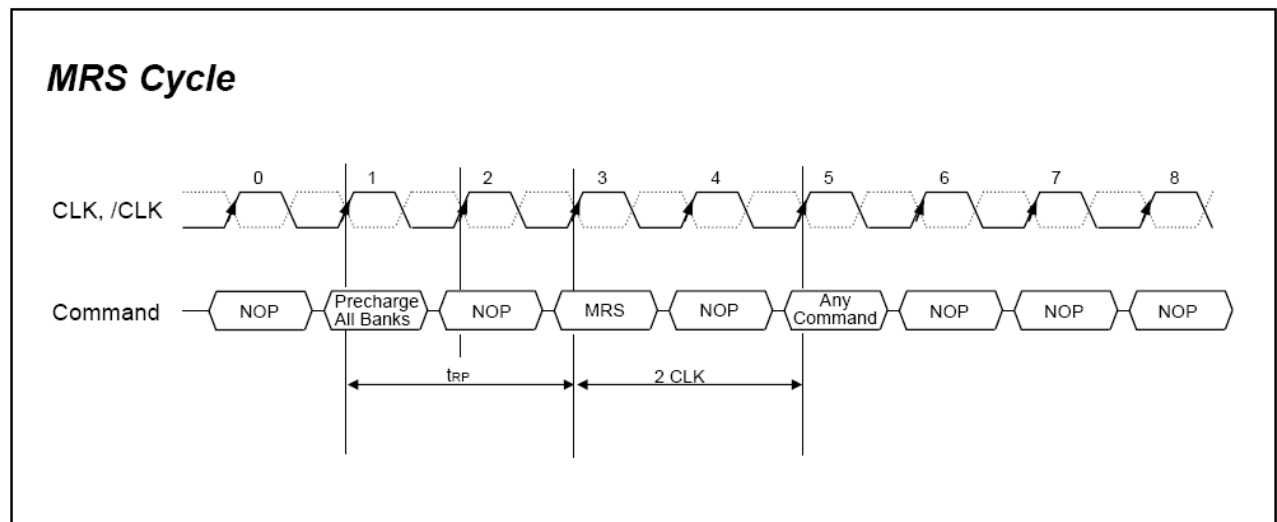 MRS Cycle
0 1 2 3 4 5 6 7 8
CLK, /CLK
Command NOP Precharge All Banks NOP MRS NOP Any Command NOP NOP NOP
tRP 2 CLK